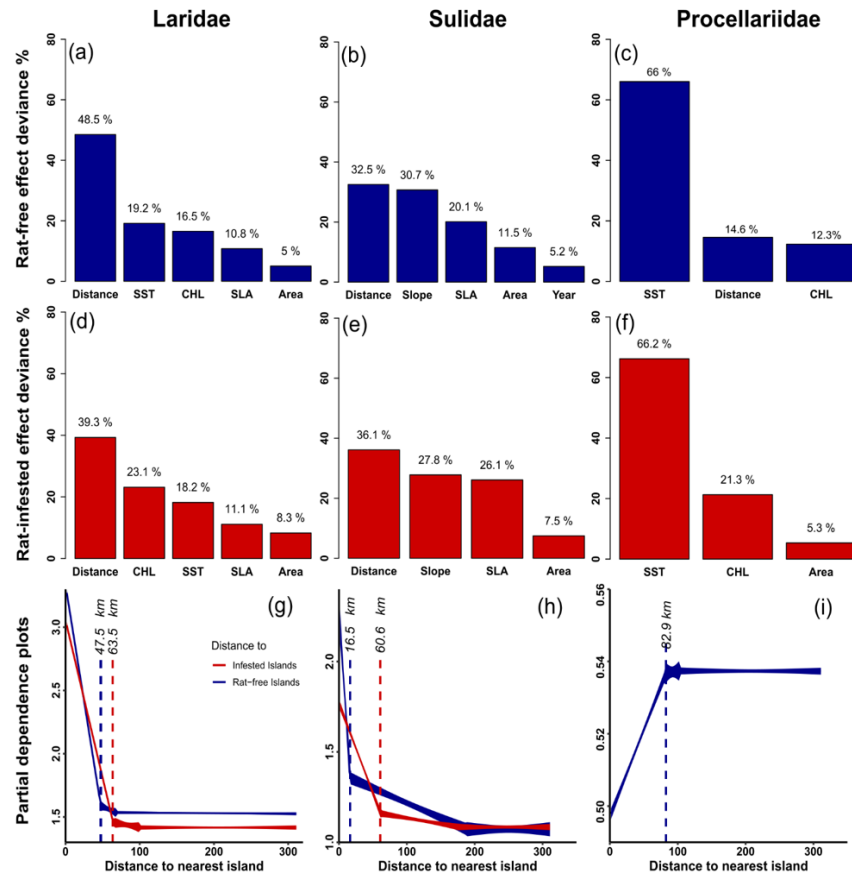 Laridae Sulidae Procellariidae
Rat-free effect deviance %
(a)
80
60
40
20
0
48.5 %
19.2 %
16.5 %
10.8 %
5 %
Distance SST CHL SLA Area
(b)
80
60
40
20
0
32.5 %
30.7 %
20.1 %
11.5 %
5.2 %
Distance Slope SLA Area Year
(c)
80
60
40
20
0
66 %
14.6 %
12.3%
SST Distance CHL
Rat-infested effect deviance %
(d)
80
60
40
20
0
39.3 %
23.1 %
18.2 %
11.1 %
8.3 %
Distance CHL SST SLA Area
(e)
80
60
40
20
0
36.1 %
27.8 %
26.1 %
7.5 %
Distance Slope SLA Area
(f)
80
60
40
20
0
66.2 %
21.3 %
5.3 %
SST CHL Area
Partial dependence plots
(g)
3.0
2.5
2.0
1.5
47.5 km
63.5 km
Distance to
Infested Islands
Rat-free Islands
0 100 200 300
Distance to nearest island
(h)
2.0
1.5
1.0
16.5 km
60.6 km
0 100 200 300
Distance to nearest island
(i)
0.56
0.54
0.52
0.50
82.9 km
0 100 200 300
Distance to nearest island